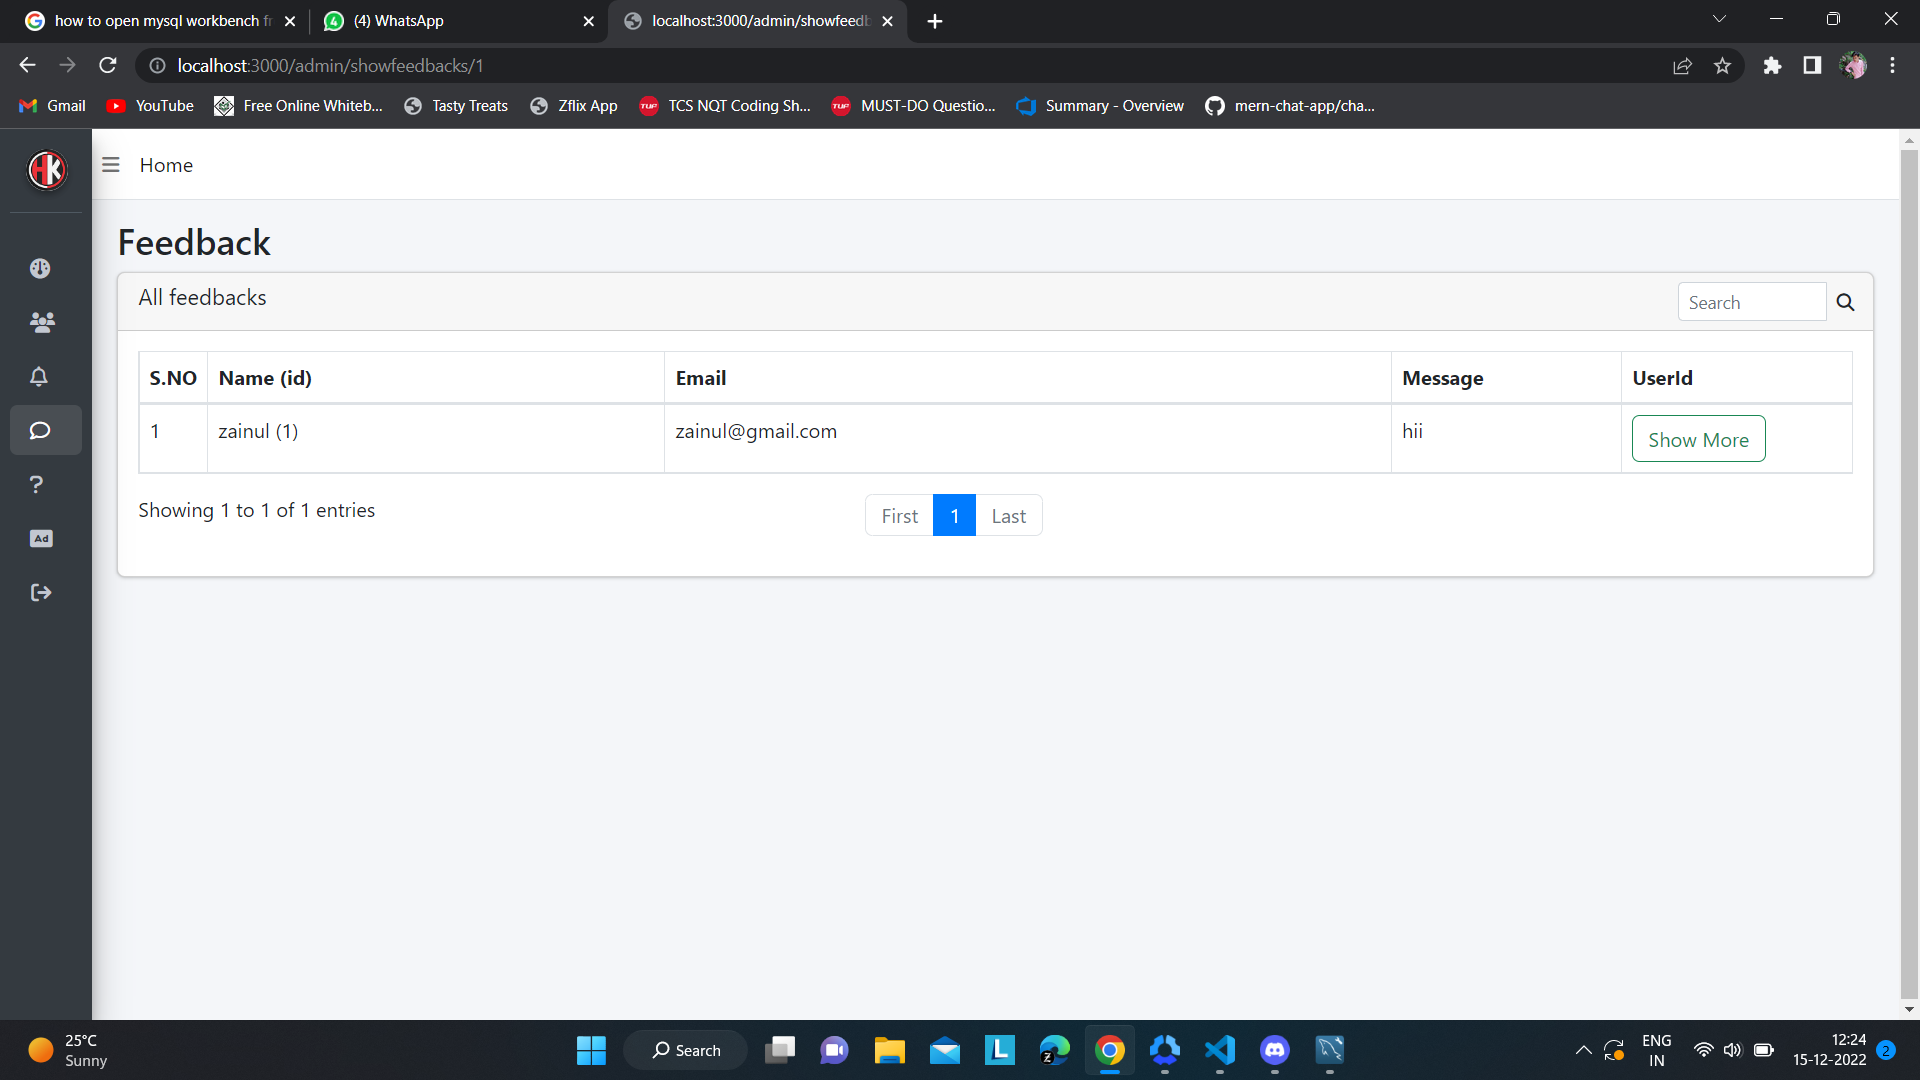 how to open mysql workbench fr
(4) WhatsApp
localhost:3000/admin/showfeedb
localhost:3000/admin/showfeedbacks/1
Gmail
YouTube
Free Online Whiteb...
Tasty Treats
Zflix App
TCS NQT Coding Sh...
MUST-DO Questio...
Summary - Overview
mern-chat-app/cha...
HK
Home
Feedback
All feedbacks
Search
S.NO Name (id) Email Message UserId
1 zainul (1) zainul@gmail.com hii Show More
Showing 1 to 1 of 1 entries
First 1 Last
Ad
25°C
Sunny
Search
ENG
IN
12:24
15-12-2022
2